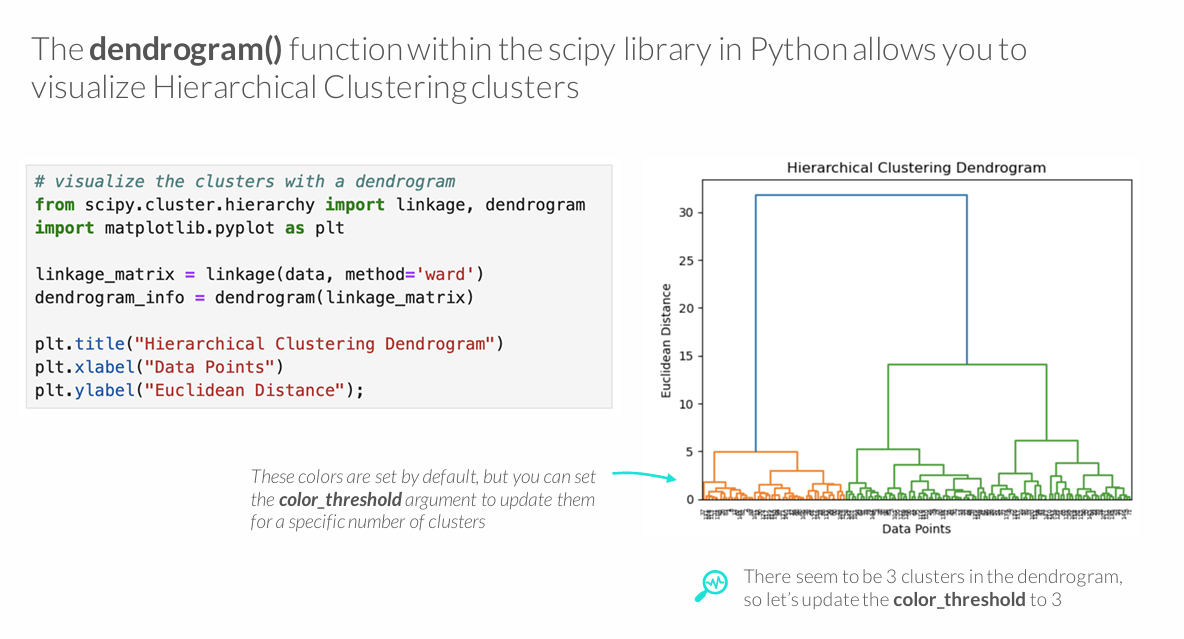 The dendrogram() function within the scipy library in Python allows you to
visualize Hierarchical Clustering clusters
# visualize the clusters with a dendrogram
from scipy.cluster.hierarchy import linkage, dendrogram
import matplotlib.pyplot as plt
linkage_matrix = linkage(data, method='ward')
dendrogram_info = dendrogram(linkage_matrix)
plt.title("Hierarchical Clustering Dendrogram")
plt.xlabel("Data Points")
plt.ylabel("Euclidean Distance");
Hierarchical Clustering Dendrogram
Euclidean Distance
30
25
20
15
10
5
0
Data Points
These colors are set by default, but you can set
the color_threshold argument to update them
for a specific number of clusters
There seem to be 3 clusters in the dendrogram,
so let's update the color_threshold to 3